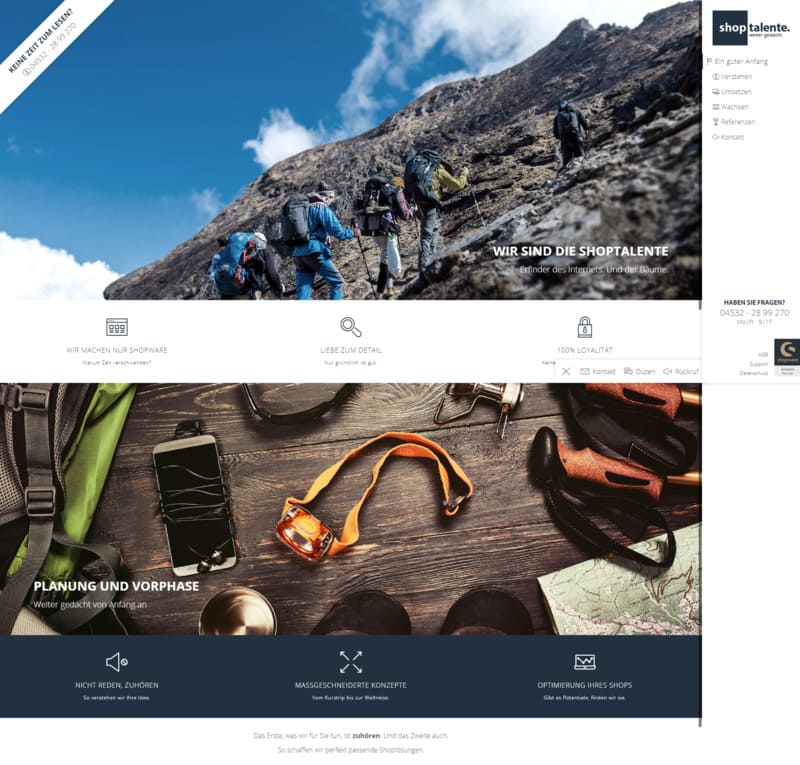 KEINE ZEIT ZUM LESEN?
04532 - 28 99 270
shoptalente.
weiter gedacht
Ein guter Anfang
Verstehen
Umsetzen
Wachsen
Referenzen
Kontakt
WIR SIND DIE SHOPTALENTE
Erfinder des Internets. Und der Bäume.
HABEN SIE FRAGEN?
04532 - 28 99 270
Mo|Fr 9|17
AGB
Support
Datenschutz
shopware
WIR MACHEN NUR SHOPWARE
Warum Zeit verschwenden?
LIEBE ZUM DETAIL
Nur gründlich ist gut
100% LOYALITÄT
Keine
Kontakt
Duzen
Rückruf
PLANUNG UND VORPHASE
Weiter gedacht von Anfang an
NICHT REDEN, ZUHÖREN
So verstehen wir Ihre Idee.
MASSGESCHNEIDERTE KONZEPTE
Vom Kurztrip bis zur Weltreise.
OPTIMIERUNG IHRES SHOPS
Gibt es Potentiale, finden wir sie.
Das Erste, was wir für Sie tun, ist zuhören. Und das Zweite auch.
So schaffen wir perfekt passende Shoplösungen.